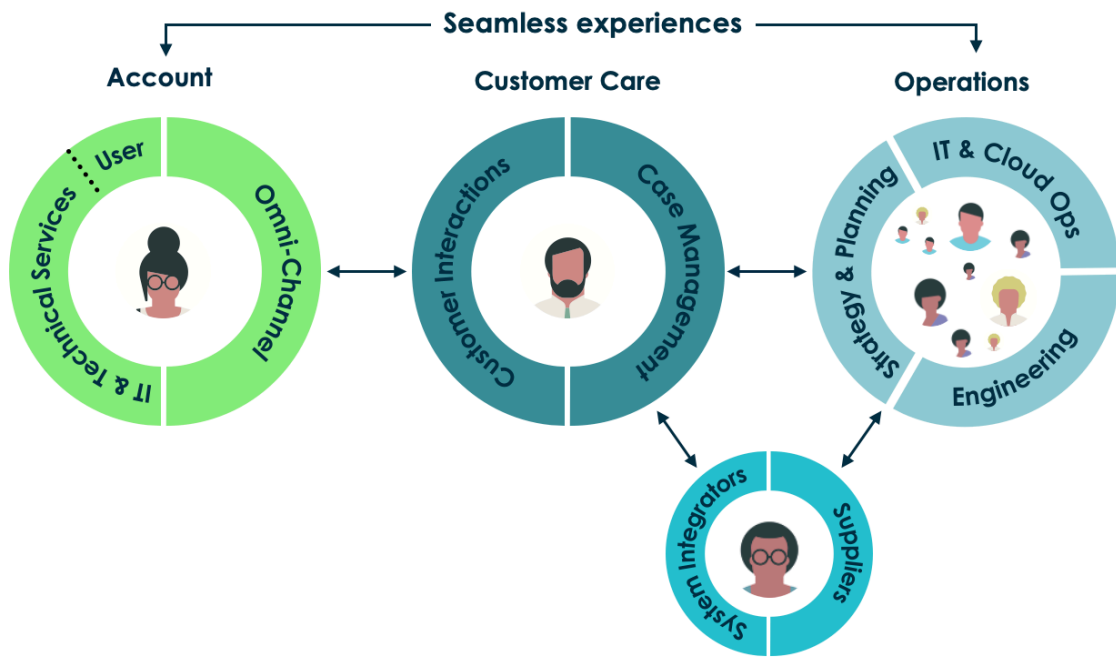 Seamless experiences
Account
Customer Care
Operations
User
IT & Technical Services
Omni-Channel
Customer Interactions
Case Management
Strategy & Planning
IT & Cloud Ops
Engineering
System Integrators
Suppliers